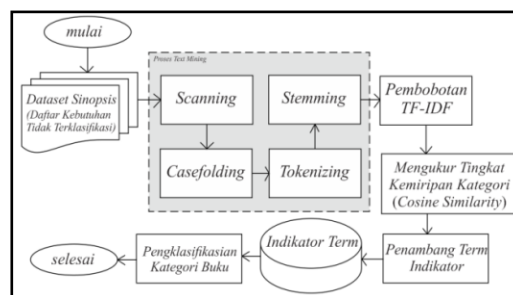 mulai
Proses Text Mining
Dataset Sinopsis
(Daftar Kebutuhan
Tidak Terklasifikasi)
Scanning
Casefolding
Tokenizing
Stemming
Pembobotan
TF-IDF
Mengukur Tingkat
Kemiripan Kategori
(Cosine Similarity)
Penambang Term
Indikator
Indikator Term
Pengklasifikasian
Kategori Buku
selesai